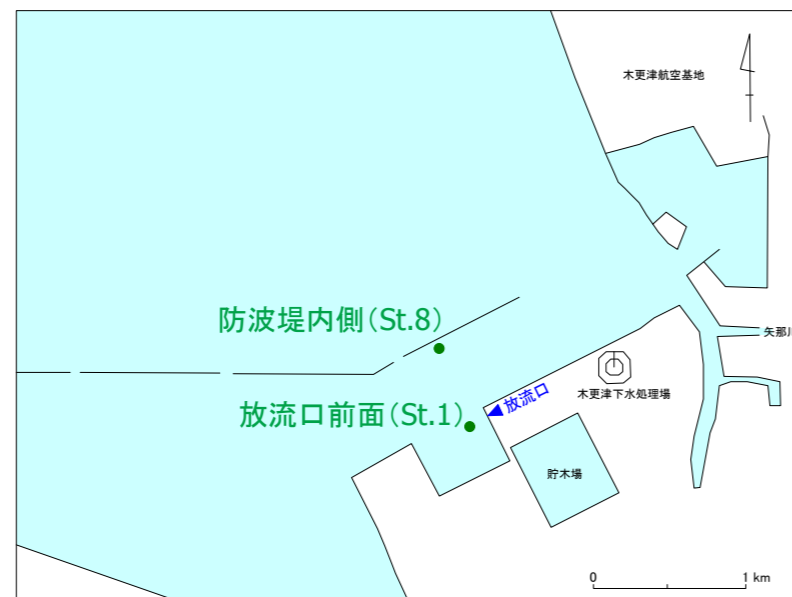 木更津航空基地
防波堤内側(St.8)
矢那川
放流口
木更津下水処理場
放流口前面(St.1)
貯木場
0
1 km